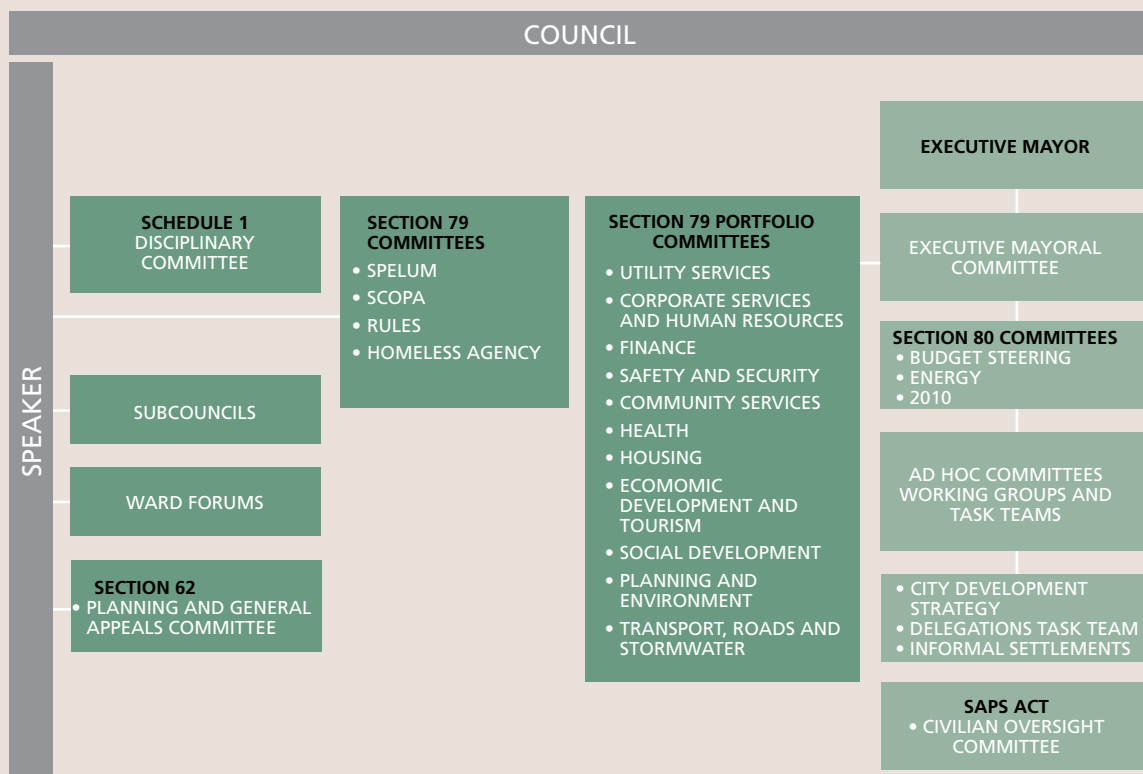 COUNCIL
SPEAKER
SCHEDULE 1
DISCIPLINARY
COMMITTEE
SUBCOUNCILS
WARD FORUMS
SECTION 62
• PLANNING AND GENERAL
APPEALS COMMITTEE
SECTION 79
COMMITTEES
• SPELUM
• SCOPA
• RULES
• HOMELESS AGENCY
SECTION 79 PORTFOLIO
COMMITTEES
• UTILITY SERVICES
• CORPORATE SERVICES
AND HUMAN RESOURCES
• FINANCE
• SAFETY AND SECURITY
• COMMUNITY SERVICES
• HEALTH
• HOUSING
• ECOMOMIC
DEVELOPMENT AND
TOURISM
• SOCIAL DEVELOPMENT
• PLANNING AND
ENVIRONMENT
• TRANSPORT, ROADS AND
STORMWATER
EXECUTIVE MAYOR
EXECUTIVE MAYORAL
COMMITTEE
SECTION 80 COMMITTEES
• BUDGET STEERING
• ENERGY
• 2010
AD HOC COMMITTEES
WORKING GROUPS AND
TASK TEAMS
• CITY DEVELOPMENT
STRATEGY
• DELEGATIONS TASK TEAM
• INFORMAL SETTLEMENTS
SAPS ACT
• CIVILIAN OVERSIGHT
COMMITTEE